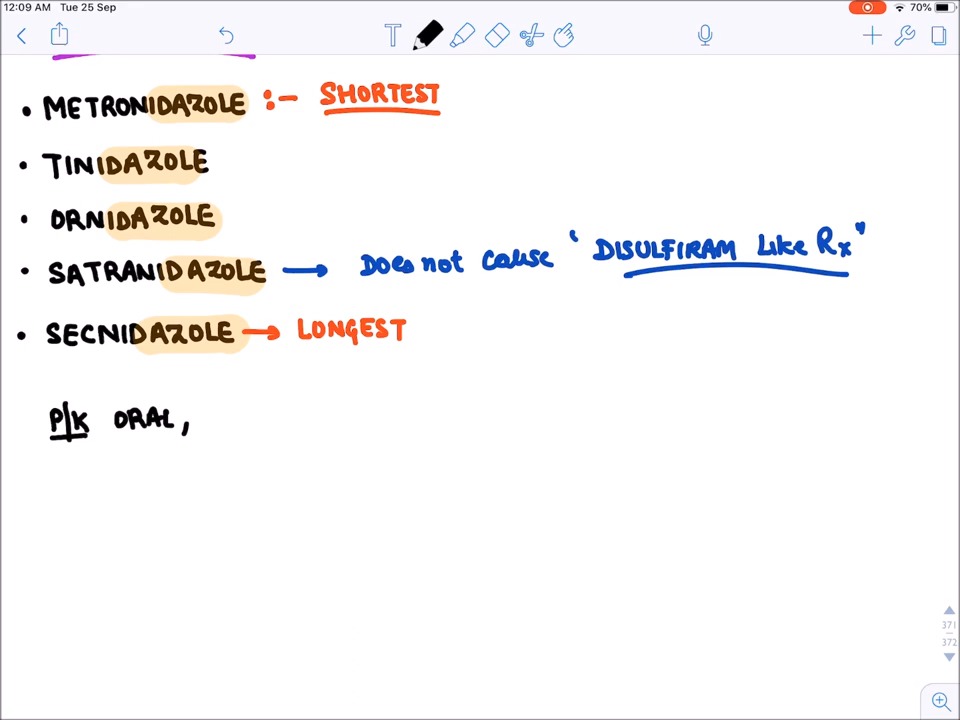 12:09 AM Tue 25 Sep 70%
T
• METRONIDAZOLE :- SHORTEST
• TINIDAZOLE
• ORNIDAZOLE
• SATRANIDAZOLE → Does not cause ‘DISULFIRAM Like Rx”
• SECNIDAZOLE → LONGEST
P/K ORAL,
371
372